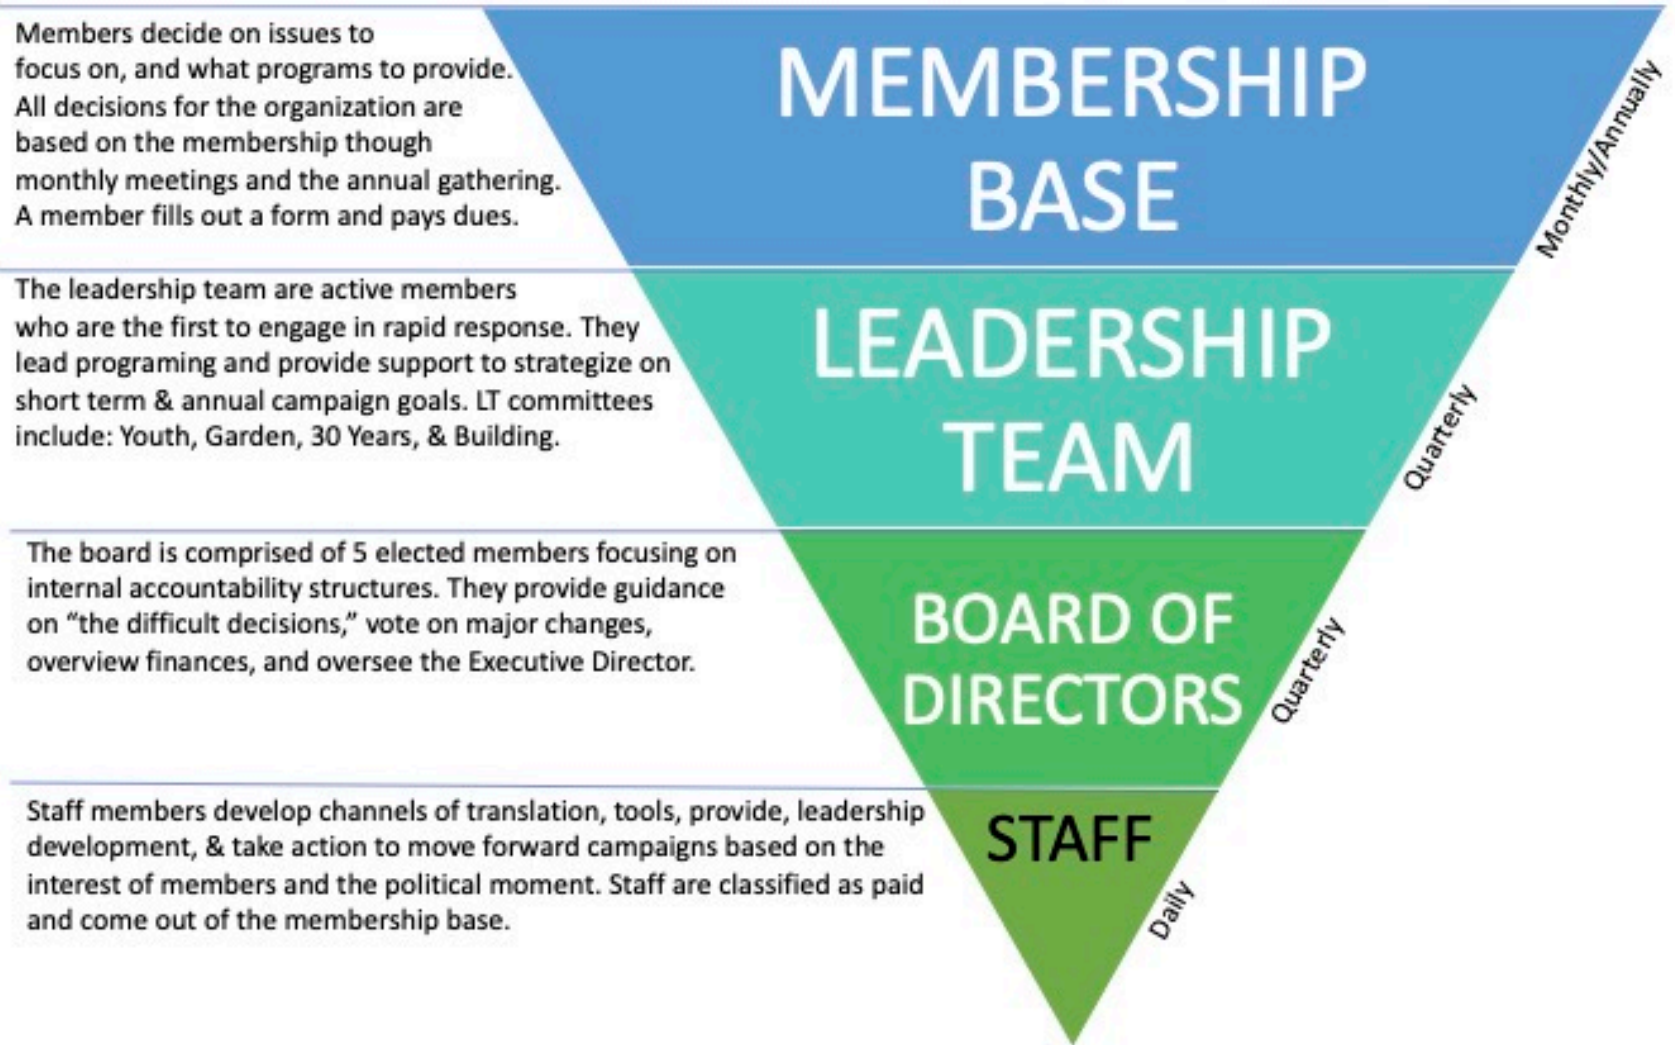 Members decide on issues to
focus on, and what programs to provide.
All decisions for the organization are
based on the membership though
monthly meetings and the annual gathering.
A member fills out a form and pays dues.
MEMBERSHIP
BASE
Monthly/Annually
The leadership team are active members
who are the first to engage in rapid response. They
lead programing and provide support to strategize on
short term & annual campaign goals. LT committees
include: Youth, Garden, 30 Years, & Building.
LEADERSHIP
TEAM
Quarterly
The board is comprised of 5 elected members focusing on
internal accountability structures. They provide guidance
on “the difficult decisions,” vote on major changes,
overview finances, and oversee the Executive Director.
BOARD OF
DIRECTORS
Quarterly
Staff members develop channels of translation, tools, provide, leadership
development, & take action to move forward campaigns based on the
interest of members and the political moment. Staff are classified as paid
and come out of the membership base.
STAFF
Daily